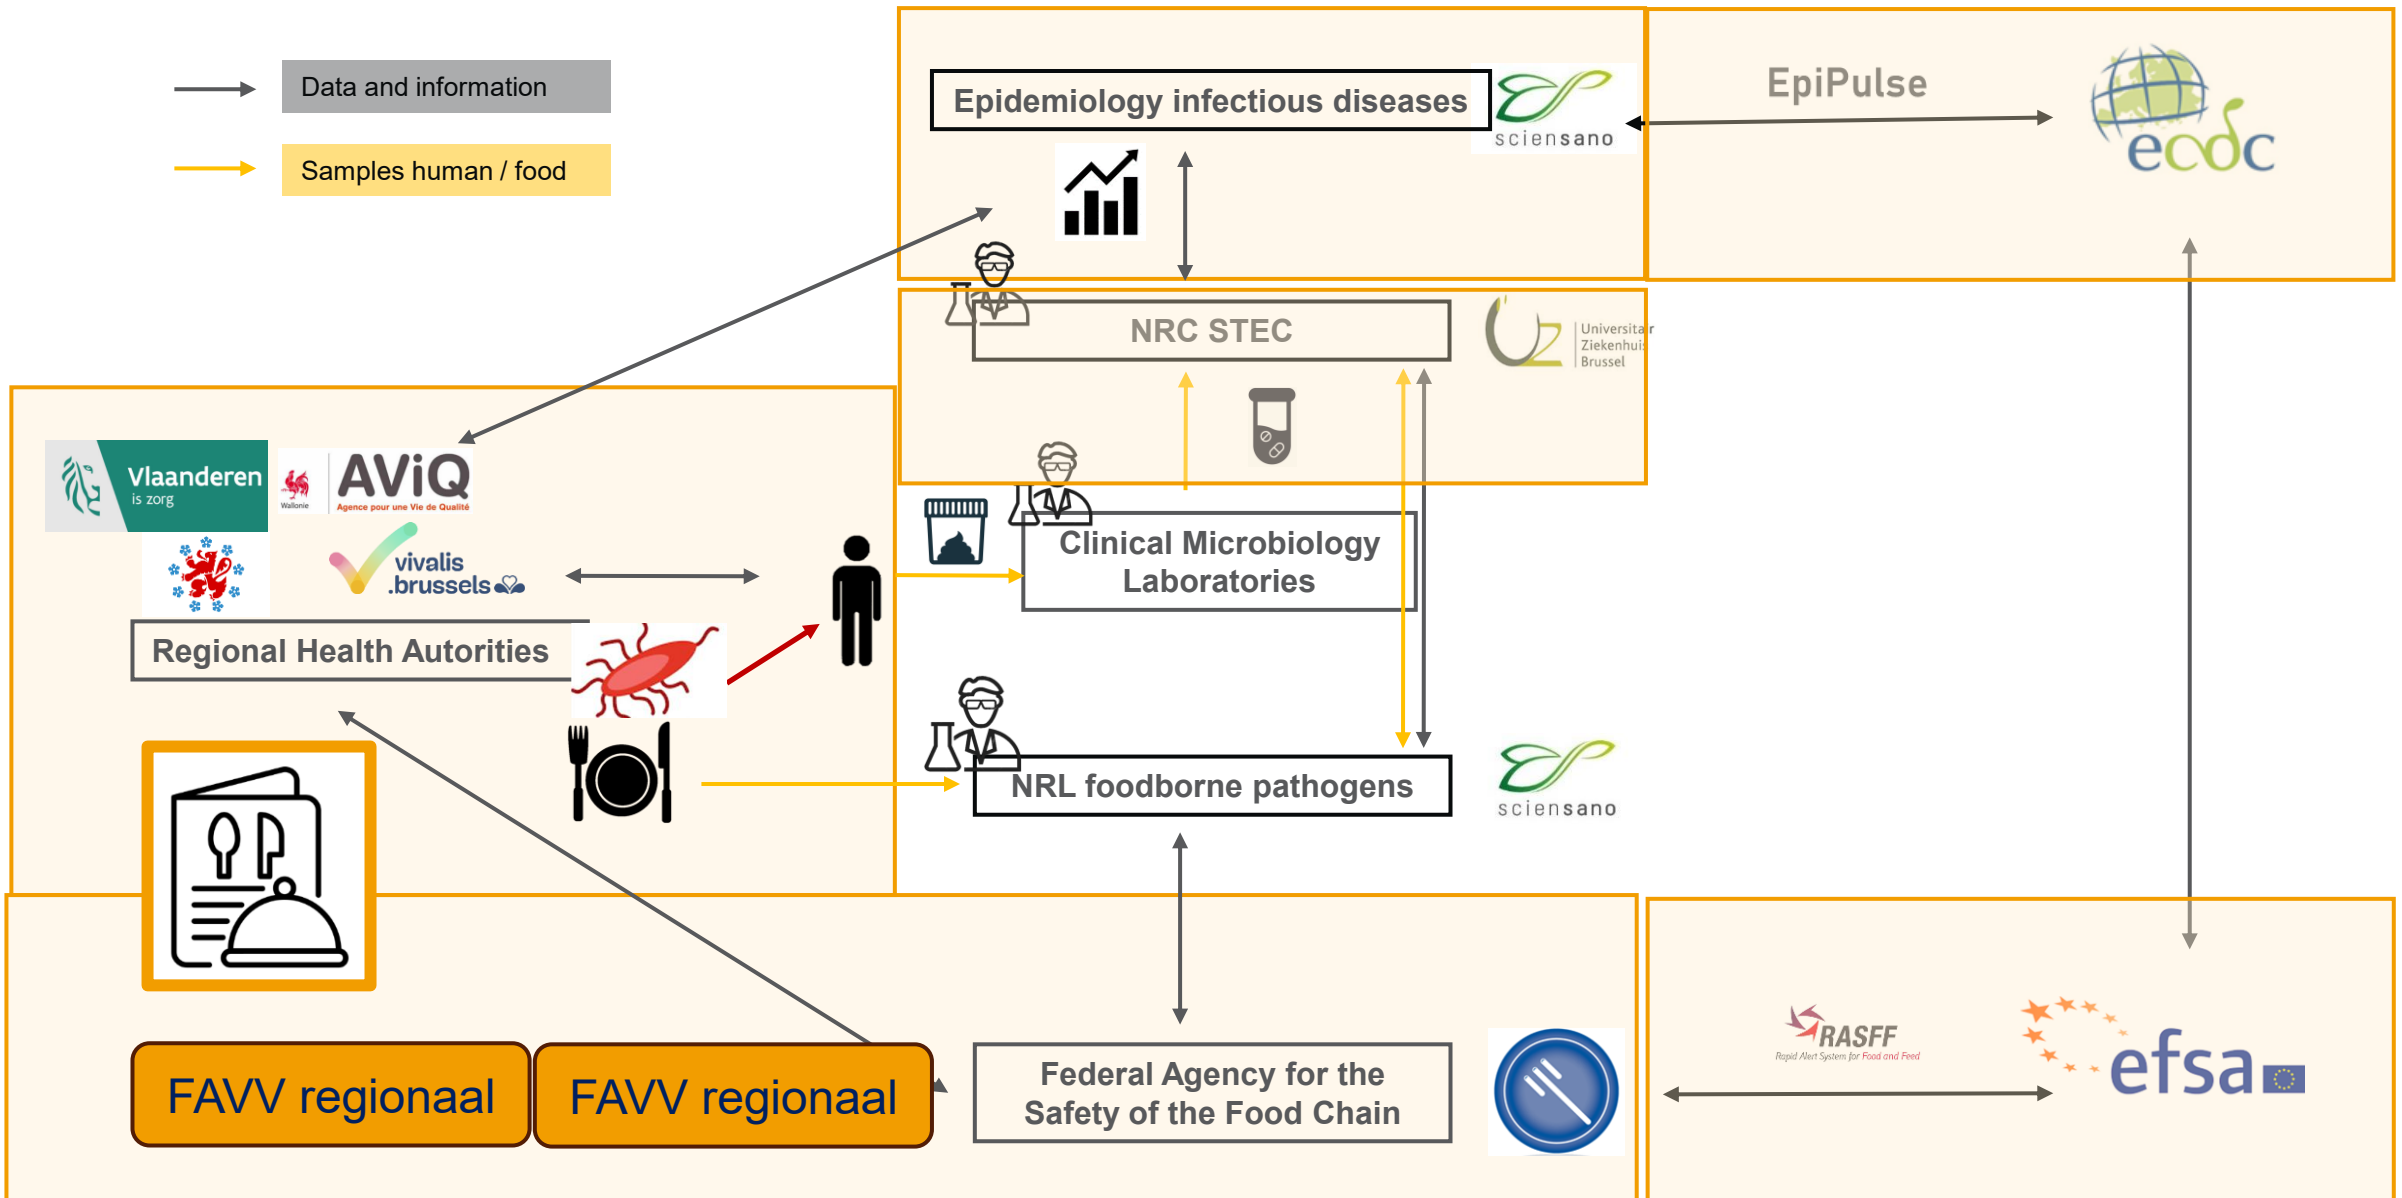 Data and information
Samples human / food
Epidemiology infectious diseases
sciensano
EpiPulse
ecdc
NRC STEC
UZ
Universitair
Ziekenhuis
Brussel
Vlaanderen
is zorg
Wallonie
AViQ
Agence pour une Vie de Qualité
vivalis
.brussels
Regional Health Autorities
Clinical Microbiology
Laboratories
NRL foodborne pathogens
sciensano
FAVV regionaal
FAVV regionaal
Federal Agency for the
Safety of the Food Chain
RASFF
Rapid Alert System for Food and Feed
efsa